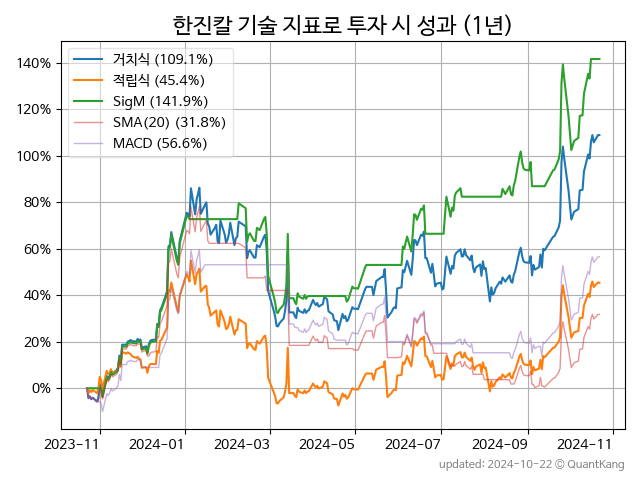 한진칼 기술 지표로 투자 시 성과 (1년)
거치식 (109.1%)
적립식 (45.4%)
SigM (141.9%)
SMA(20) (31.8%)
MACD (56.6%)
140%
120%
100%
80%
60%
40%
20%
0%
2023-11 2024-01 2024-03 2024-05 2024-07 2024-09 2024-11
updated: 2024-10-22 © QuantKang